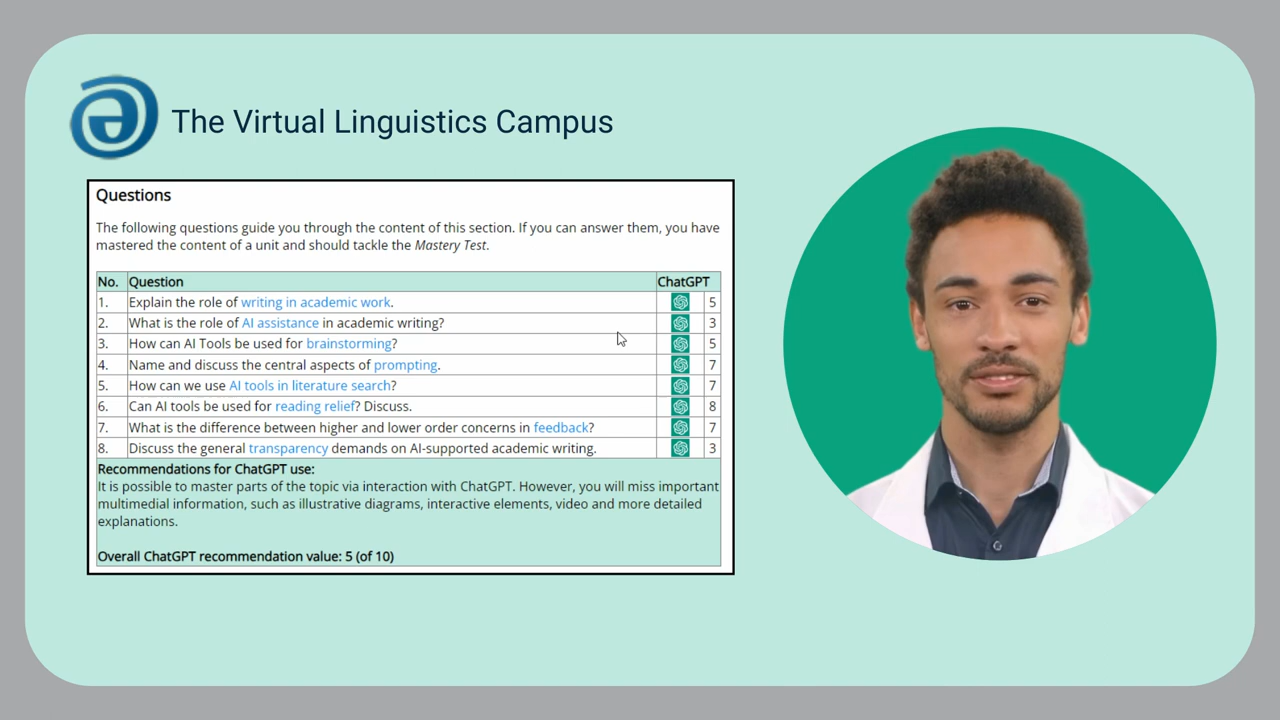 The Virtual Linguistics Campus
Questions
The following questions guide you through the content of this section. If you can answer them, you have
mastered the content of a unit and should tackle the Mastery Test.
No. Question ChatGPT
1. Explain the role of writing in academic work. 5
2. What is the role of AI assistance in academic writing? 3
3. How can AI Tools be used for brainstorming? 5
4. Name and discuss the central aspects of prompting. 7
5. How can we use AI tools in literature search? 7
6. Can AI tools be used for reading relief? Discuss. 8
7. What is the difference between higher and lower order concerns in feedback? 7
8. Discuss the general transparency demands on AI-supported academic writing. 3
Recommendations for ChatGPT use:
It is possible to master parts of the topic via interaction with ChatGPT. However, you will miss important
multimedial information, such as illustrative diagrams, interactive elements, video and more detailed
explanations.
Overall ChatGPT recommendation value: 5 (of 10)